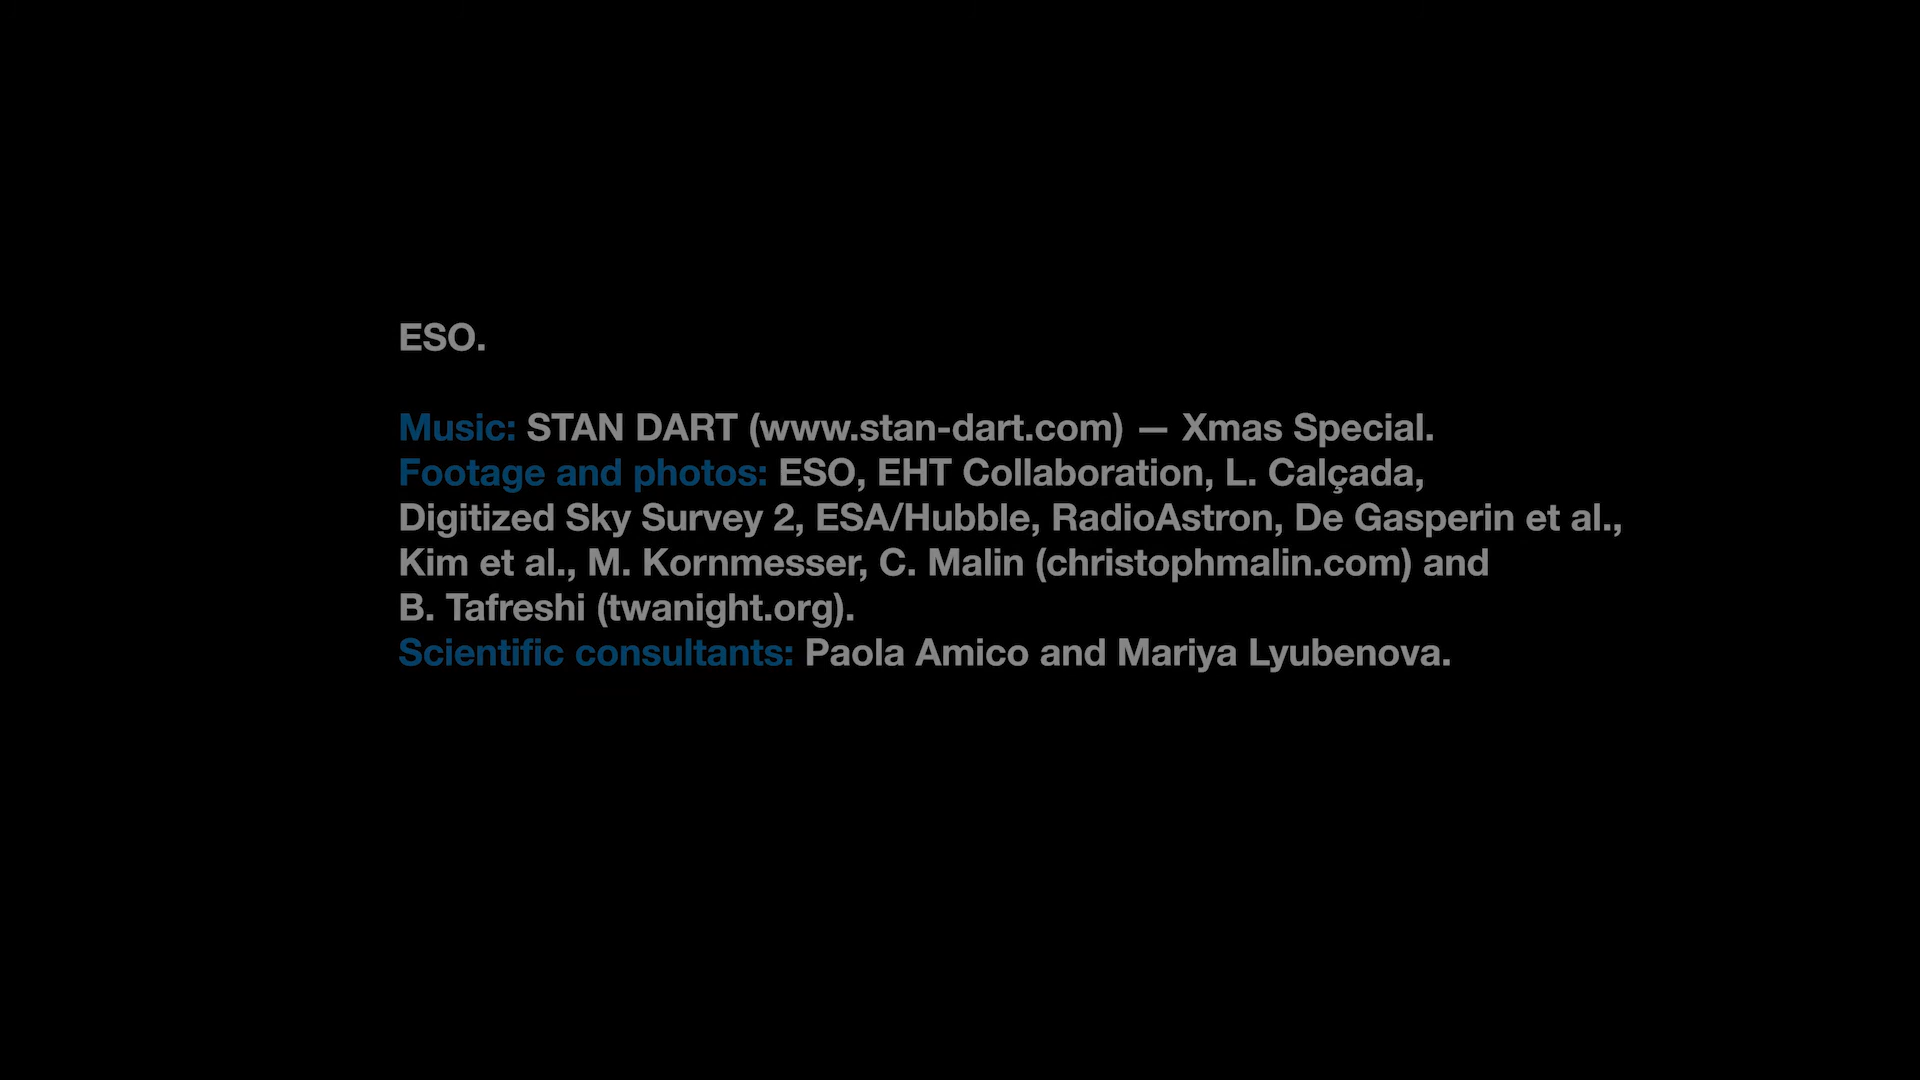 ESO.
Music: STAN DART (www.stan-dart.com) — Xmas Special.
Footage and photos: ESO, EHT Collaboration, L. Calçada,
Digitized Sky Survey 2, ESA/Hubble, RadioAstron, De Gasperin et al.,
Kim et al., M. Kornmesser, C. Malin (christophmalin.com) and
B. Tafreshi (twanight.org).
Scientific consultants: Paola Amico and Mariya Lyubenova.